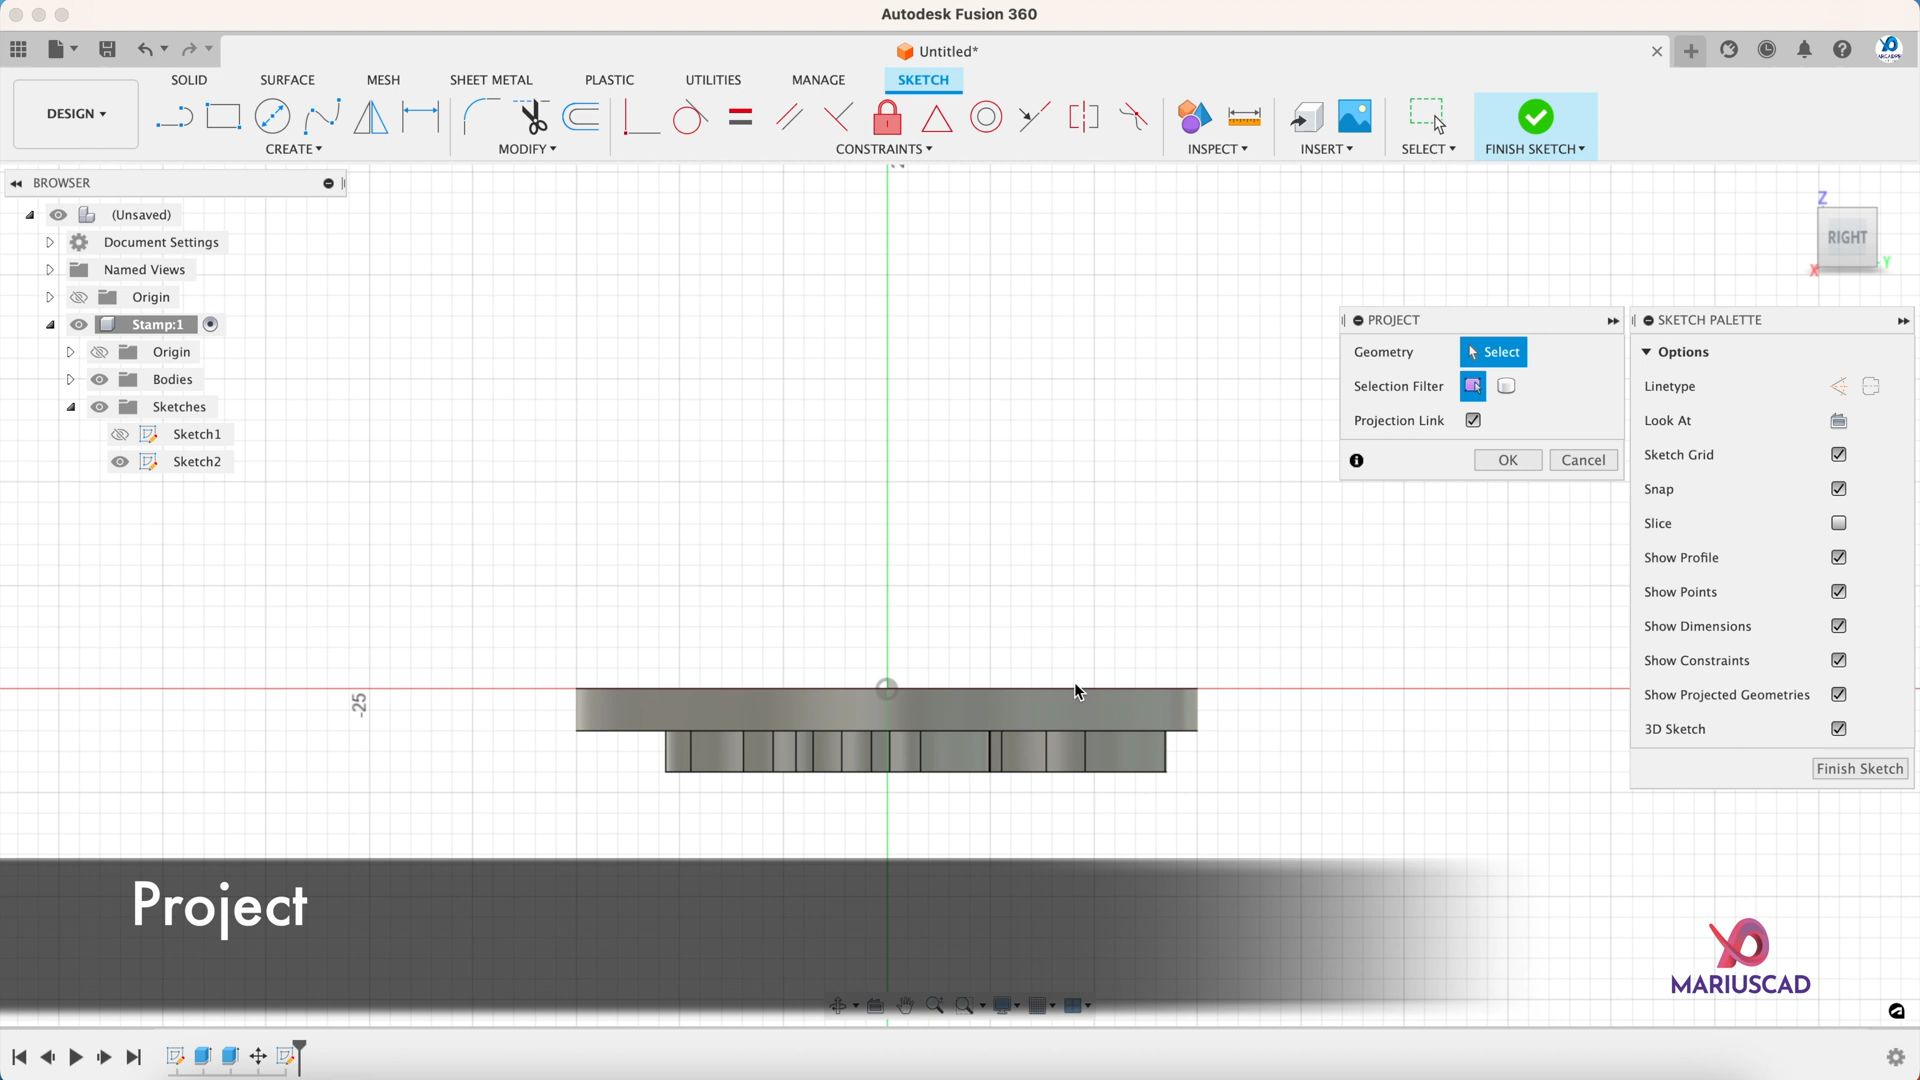 Autodesk Fusion 360
Untitled*
SOLID
SURFACE
MESH
SHEET METAL
PLASTIC
UTILITIES
MANAGE
SKETCH
DESIGN
CREATE
MODIFY
CONSTRAINTS
INSPECT
INSERT
SELECT
FINISH SKETCH
BROWSER
(Unsaved)
Document Settings
Named Views
Origin
Stamp:1
Origin
Bodies
Sketches
Sketch1
Sketch2
Z
RIGHT
X
Y
PROJECT
Geometry
Select
Selection Filter
Projection Link
OK
Cancel
SKETCH PALETTE
Options
Linetype
Look At
Sketch Grid
Snap
Slice
Show Profile
Show Points
Show Dimensions
Show Constraints
Show Projected Geometries
3D Sketch
Finish Sketch
-25
Project
MARIUSCAD